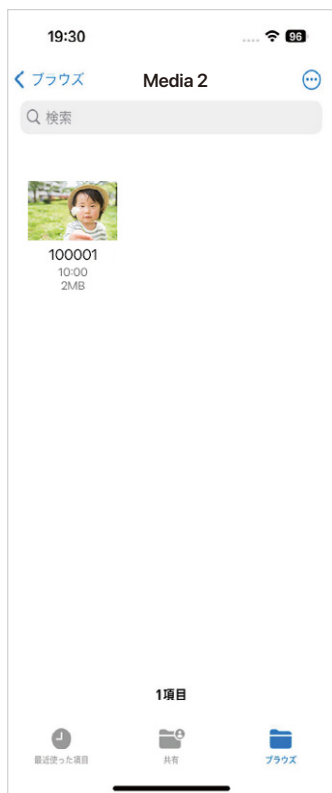 19:30
96
ブラウズ
Media 2
検索
100001
10:00
2MB
1項目
最近使った項目
共有
ブラウズ